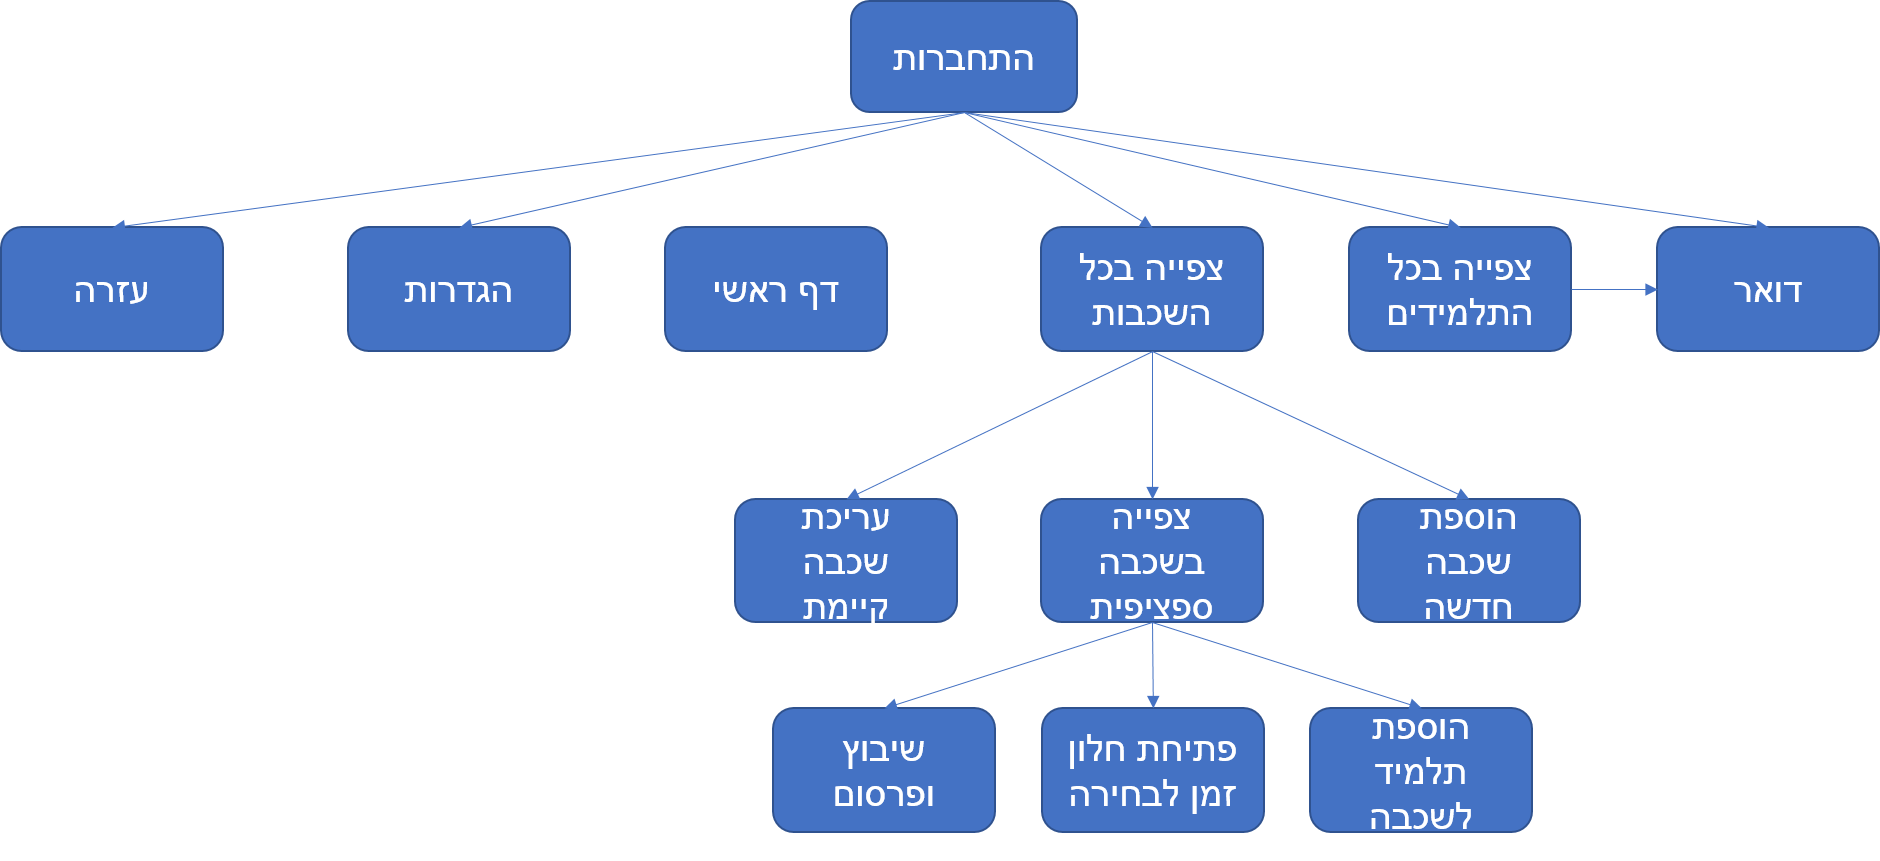 התחברות
דואר
צפייה בכל
התלמידים
צפייה בכל
השכבות
דף ראשי
הגדרות
עזרה
הוספת
שכבה
חדשה
צפייה
בשכבה
ספציפית
עריכת
שכבה
קיימת
הוספת
תלמיד
לשכבה
פתיחת חלון
זמן לבחירה
שיבוץ
ופרסום